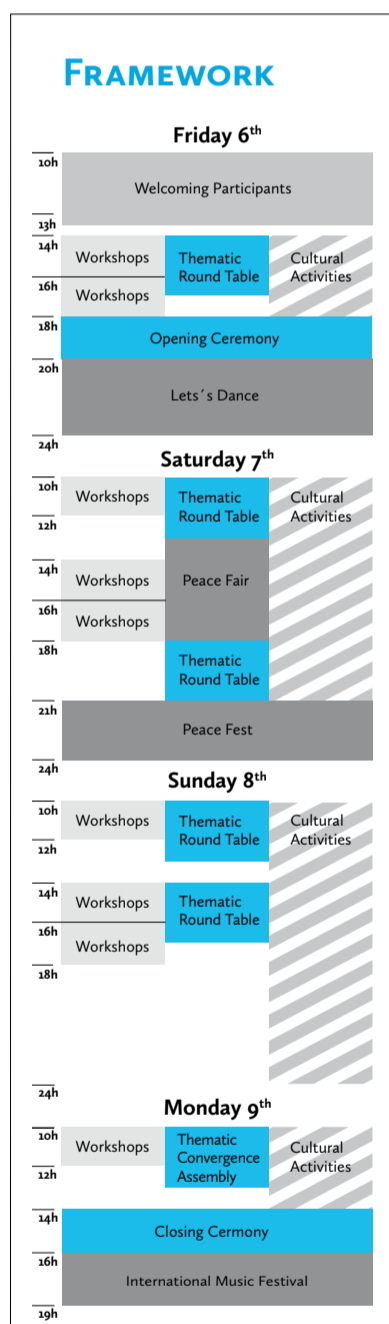 FRAMEWORK
Friday 6th
10h
Welcoming Participants
13h
14h
Workshops
Thematic
Round Table
Cultural
Activities
16h
Workshops
18h
Opening Ceremony
20h
Lets´s Dance
24h
Saturday 7th
10h
Workshops
Thematic
Round Table
Cultural
Activities
12h
14h
Workshops
Peace Fair
16h
Workshops
18h
Thematic
Round Table
21h
Peace Fest
24h
Sunday 8th
10h
Workshops
Thematic
Round Table
Cultural
Activities
12h
14h
Workshops
Thematic
Round Table
16h
Workshops
18h
24h
Monday 9th
10h
Workshops
Thematic
Convergence
Assembly
Cultural
Activities
12h
14h
Closing Cermony
16h
International Music Festival
19h